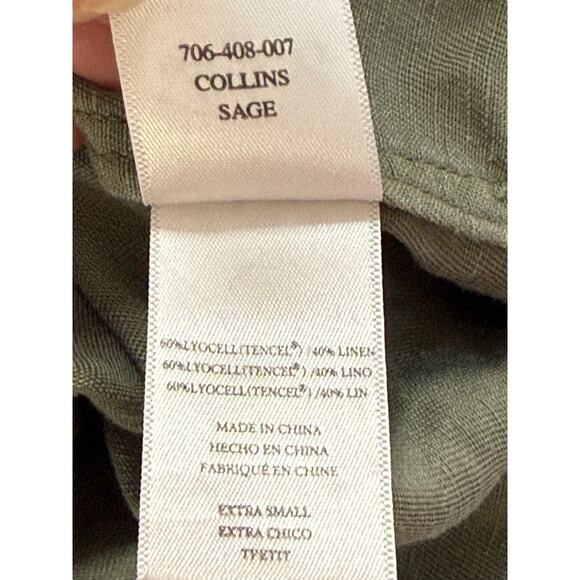 706-408-007
COLLINS
SAGE
60%LYOCELL(TENCEL®)/40% LINEN
60%LYOCELL(TENCEL®)/40% LINO
60%LYOCELL(TENCEL®)/40% LIN
MADE IN CHINA
HECHO EN CHINA
FABRIQUÉ EN CHINE
EXTRA SMALL
EXTRA CHICO
TPETIT